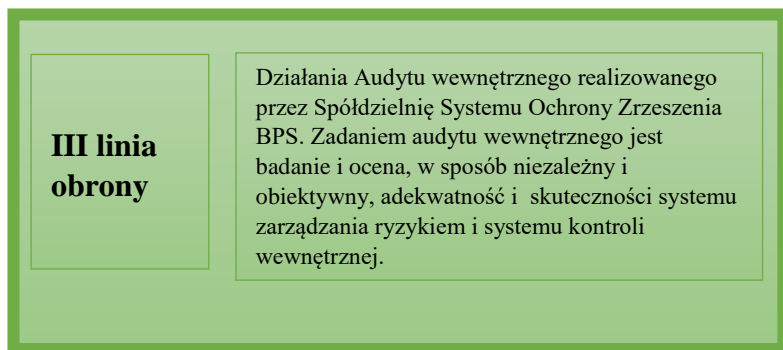 III linia
obrony
Działania Audytu wewnętrznego realizowanego
przez Spółdzielnię Systemu Ochrony Zrzeszenia
BPS. Zadaniem audytu wewnętrznego jest
badanie i ocena, w sposób niezależny i
obiektywny, adekwatność i  skuteczności systemu
zarządzania ryzykiem i systemu kontroli
wewnętrznej.